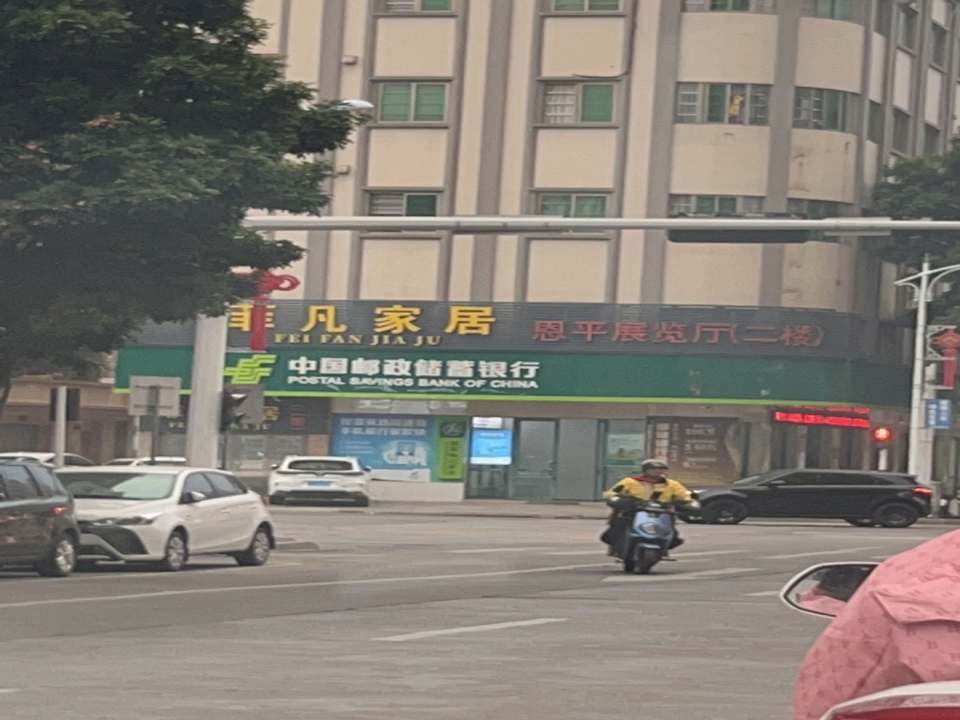 菲凡家居
FEI FAN JIA JU
恩平展览厅(二楼)
中国邮政储蓄银行
POSTAL SAVINGS BANK OF CHINA